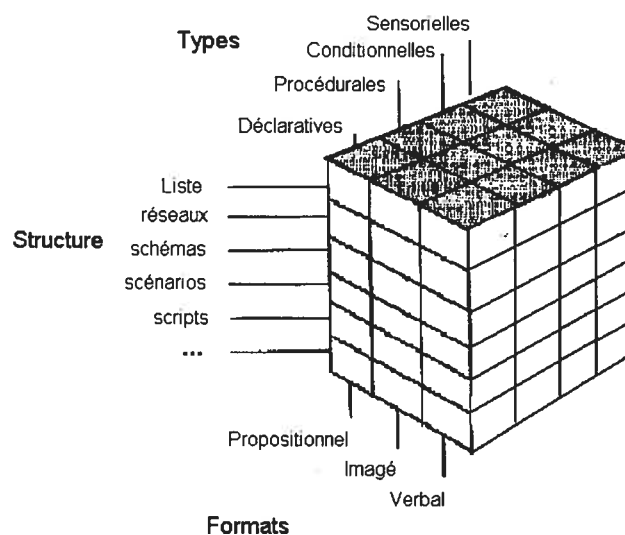 Sensorielles
Types
Conditionnelles
Procédurales
Déclaratives
Liste
réseaux
Structure
schémas
scénarios
scripts
...
Propositionnel
Imagé
Verbal
Formats